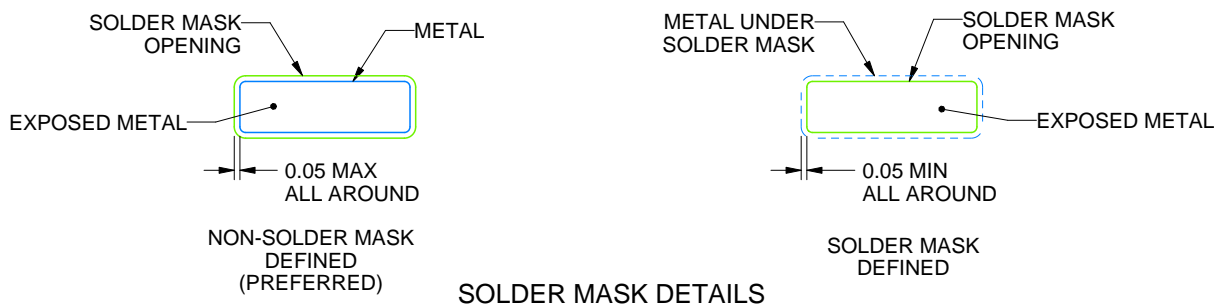 SOLDER MASK
OPENING
METAL
EXPOSED METAL
0.05 MAX
ALL AROUND
NON-SOLDER MASK
DEFINED
(PREFERRED)
METAL UNDER
SOLDER MASK
SOLDER MASK
OPENING
EXPOSED METAL
0.05 MIN
ALL AROUND
SOLDER MASK
DEFINED
SOLDER MASK DETAILS